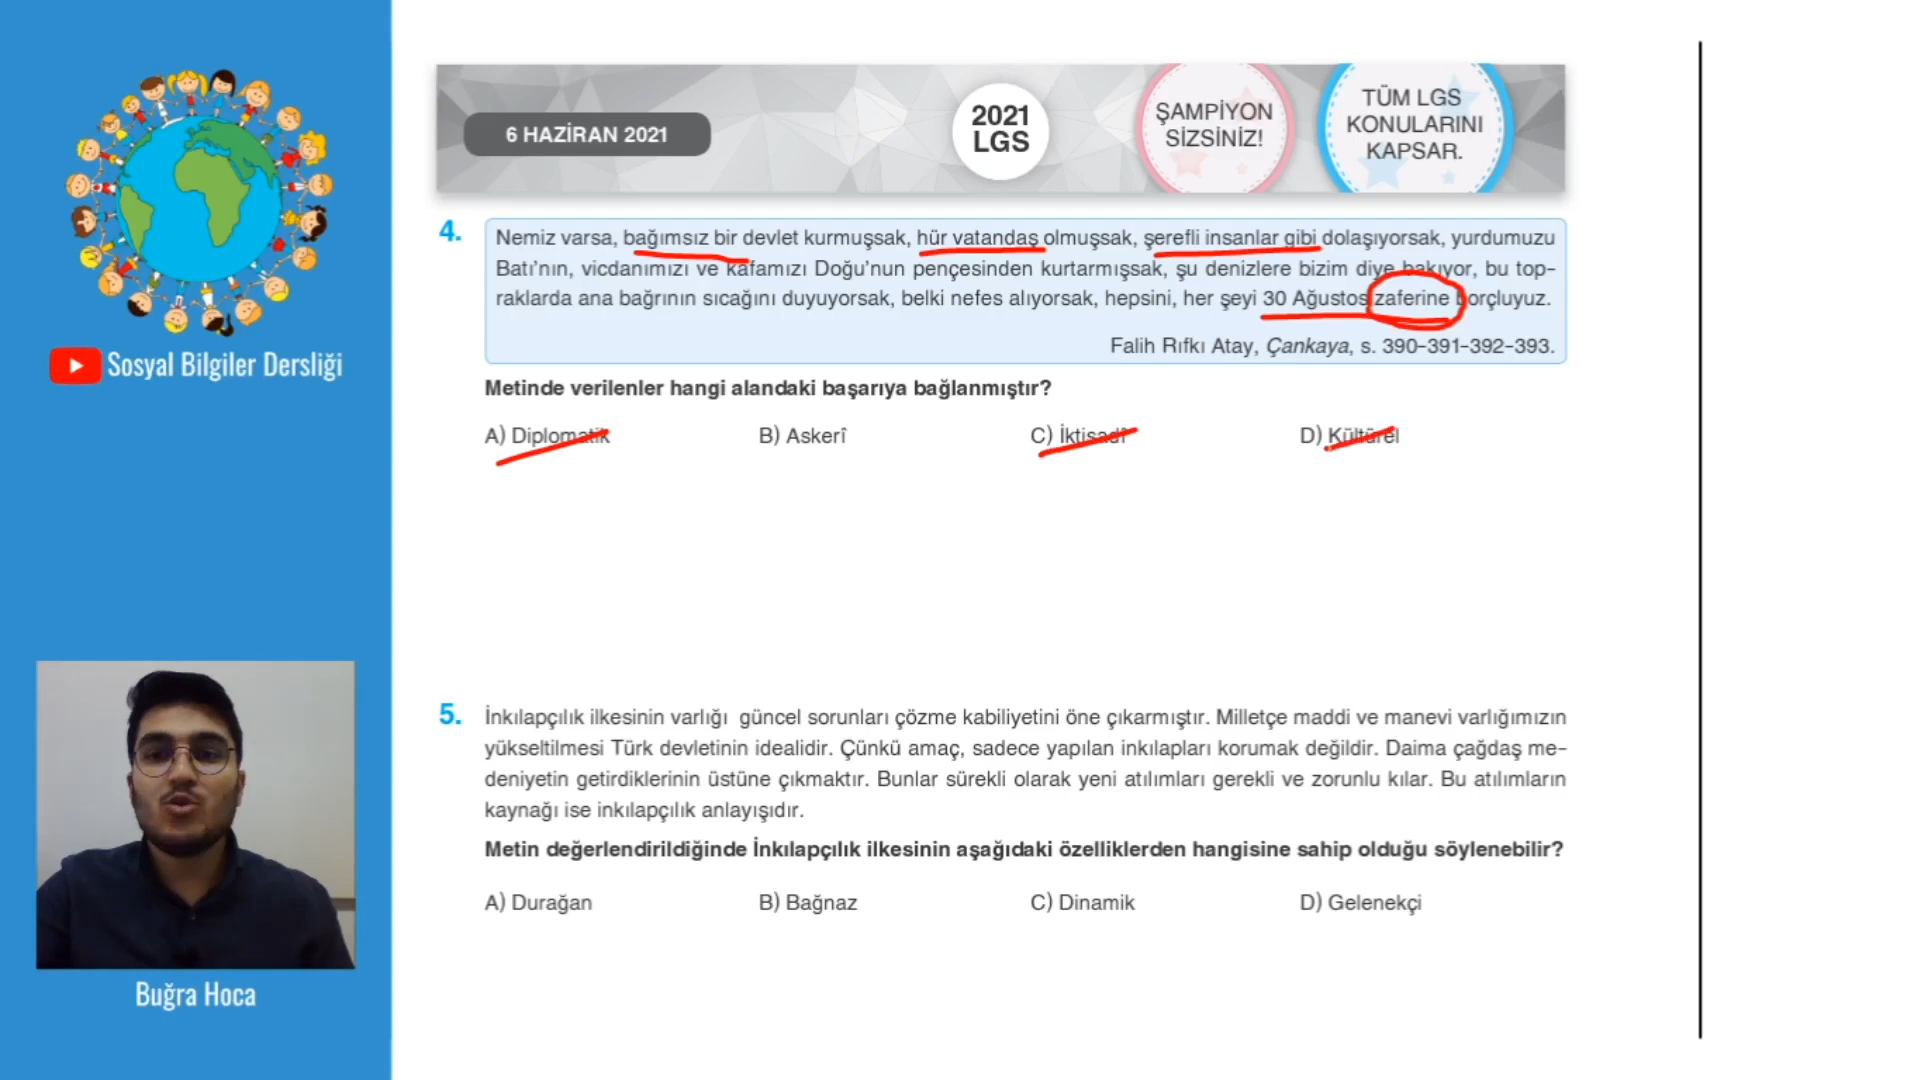 Sosyal Bilgiler Dersliği
Buğra Hoca
6 HAZİRAN 2021
2021
LGS
ŞAMPİYON
SİZSİNİZ!
TÜM LGS
KONULARINI
KAPSAR.
4. Nemiz varsa, bağımsız bir devlet kurmuşsak, hür vatandaş olmuşsak, şerefli insanlar gibi dolaşıyorsak, yurdumuzu
Batı'nın, vicdanımızı ve kafamızı Doğu'nun pençesinden kurtarmışsak, şu denizlere bizim diye bakıyor, bu top-
raklarda ana bağrının sıcağını duyuyorsak, belki nefes alıyorsak, hepsini, her şeyi 30 Ağustos zaferine borçluyuz.
Falih Rıfkı Atay, Çankaya, s. 390-391-392-393.
Metinde verilenler hangi alandaki başarıya bağlanmıştır?
A) Diplomatik B) Askerî C) İktisadî D) Kültürel
5. İnkılapçılık ilkesinin varlığı güncel sorunları çözme kabiliyetini öne çıkarmıştır. Milletçe maddi ve manevi varlığımızın
yükseltilmesi Türk devletinin idealidir. Çünkü amaç, sadece yapılan inkılapları korumak değildir. Daima çağdaş me-
deniyetin getirdiklerinin üstüne çıkmaktır. Bunlar sürekli olarak yeni atılımları gerekli ve zorunlu kılar. Bu atılımların
kaynağı ise inkılapçılık anlayışıdır.
Metin değerlendirildiğinde İnkılapçılık ilkesinin aşağıdaki özelliklerden hangisine sahip olduğu söylenebilir?
A) Durağan B) Bağnaz C) Dinamik D) Gelenekçi